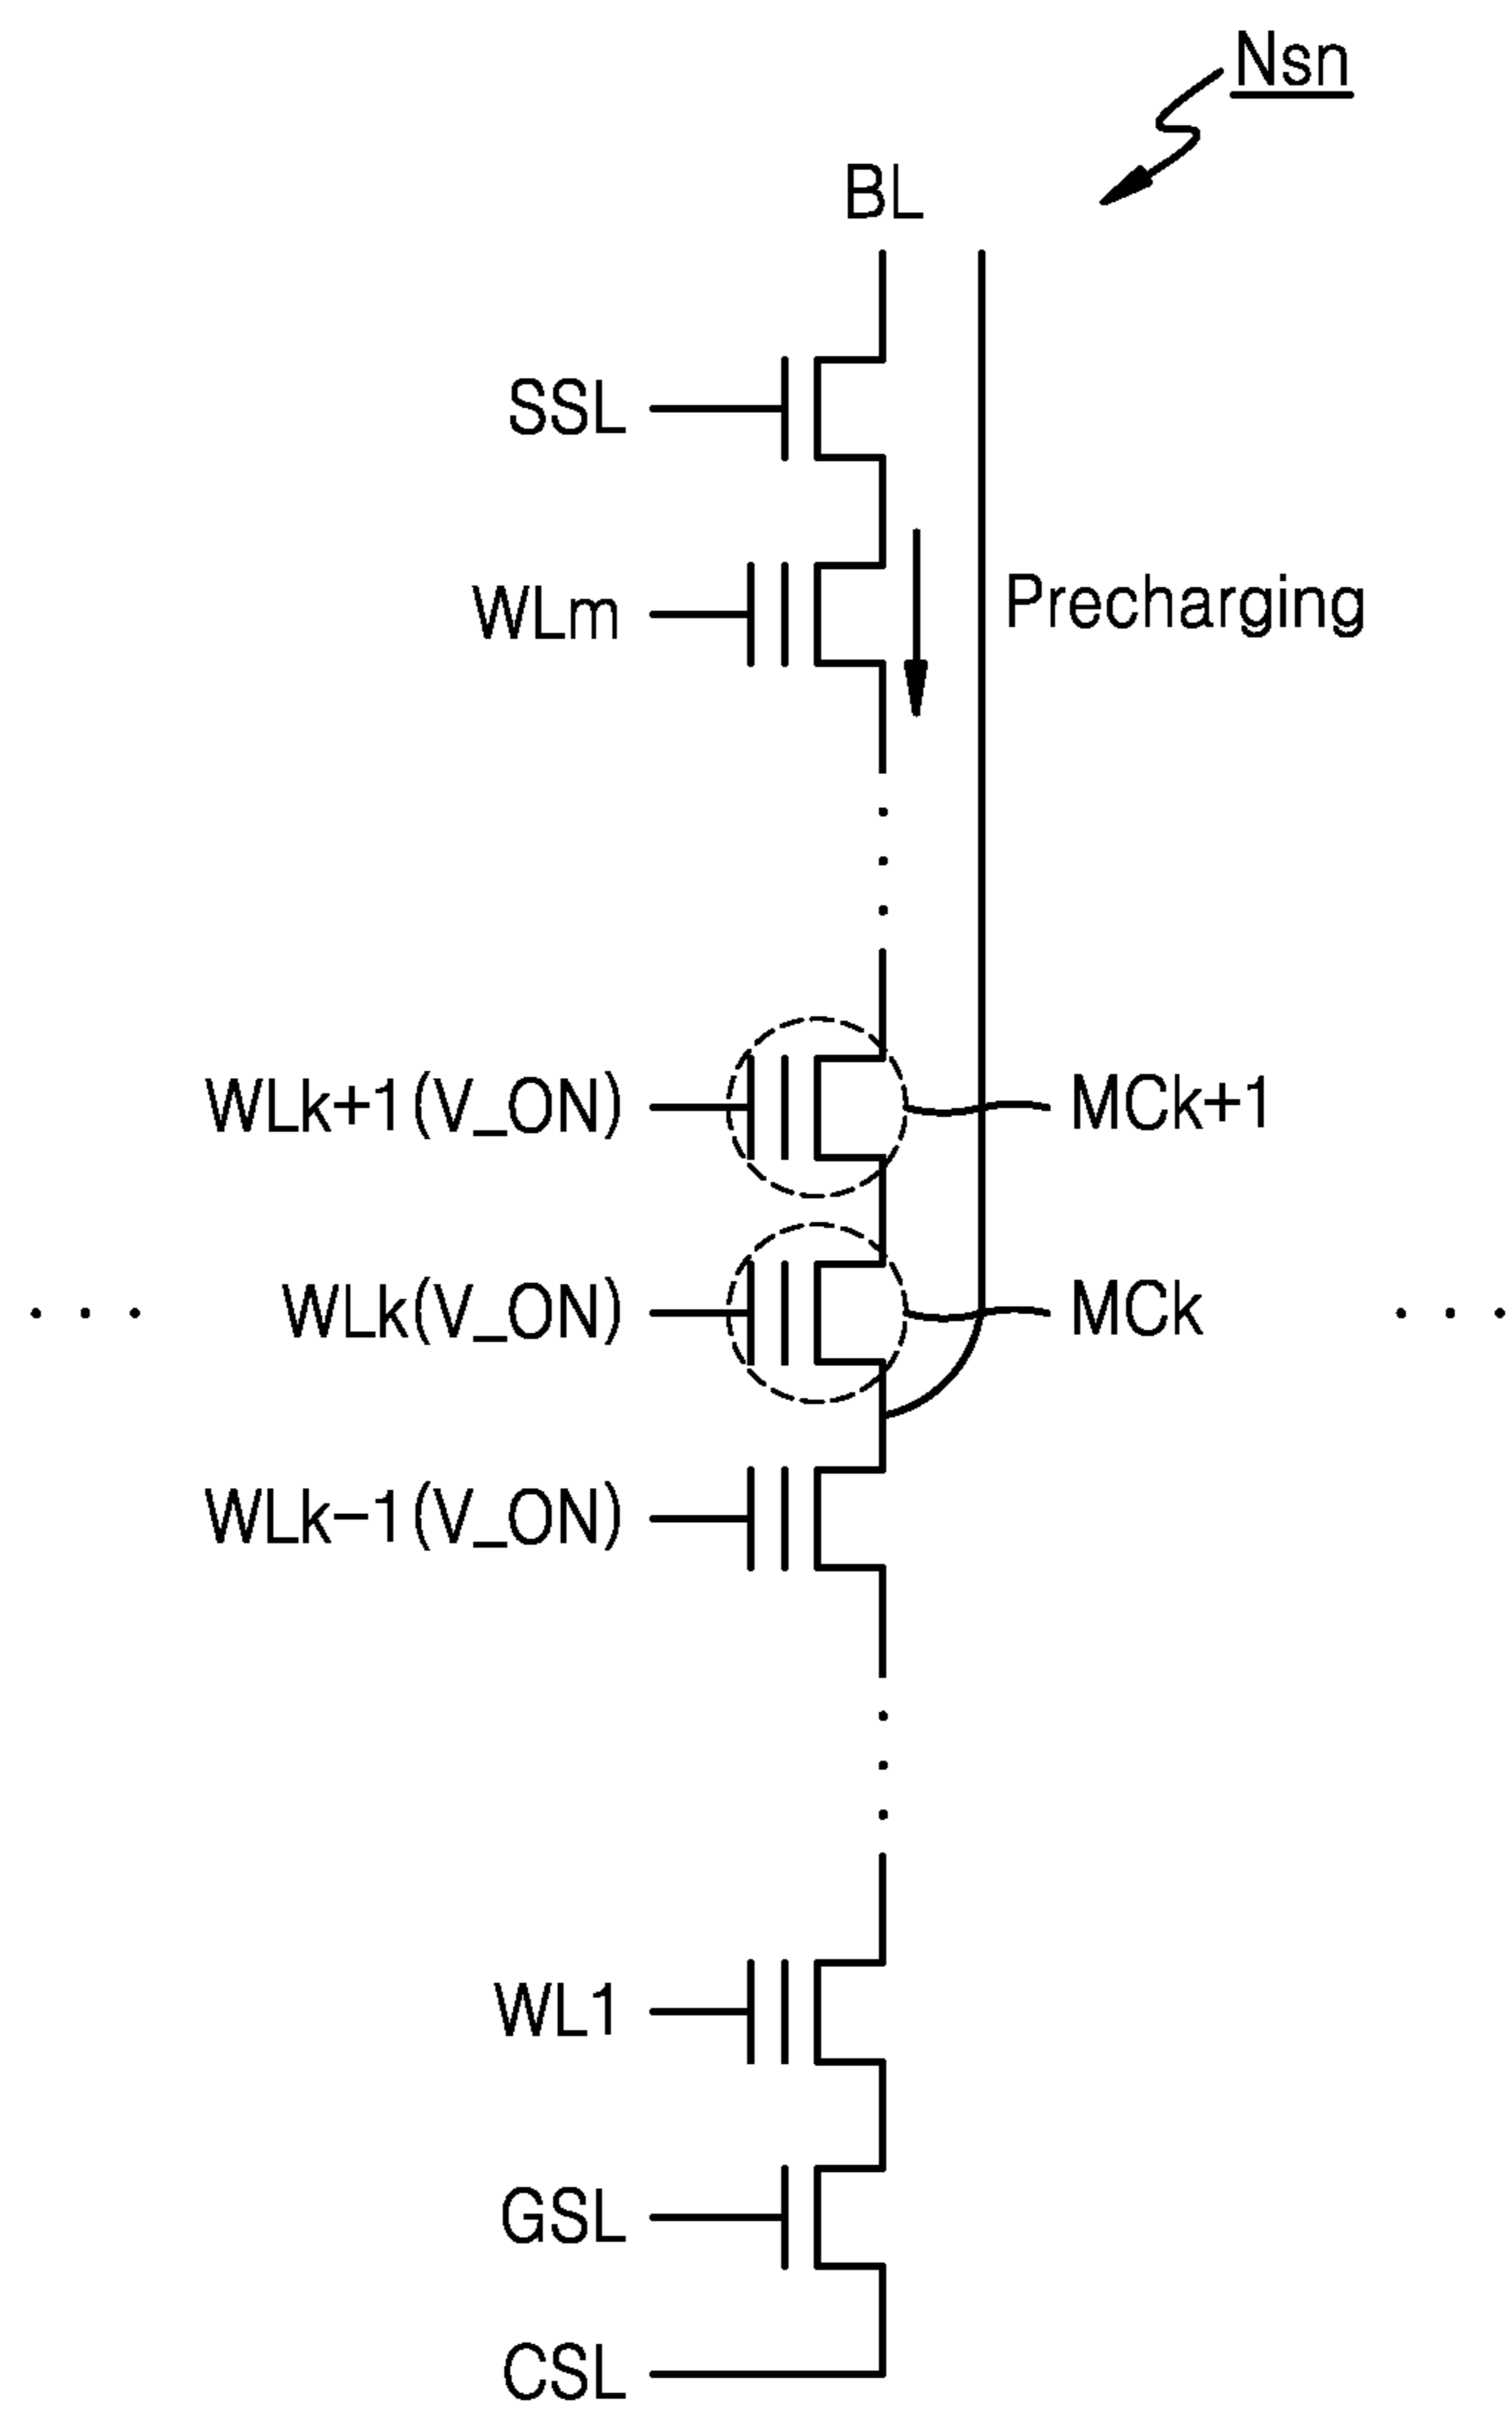 Nsn
BL
SSL
WLm
Precharging
WLk+1(V_ON)
MCk+1
. . .
WLk(V_ON)
MCk
. . .
WLk-1(V_ON)
WL1
GSL
CSL